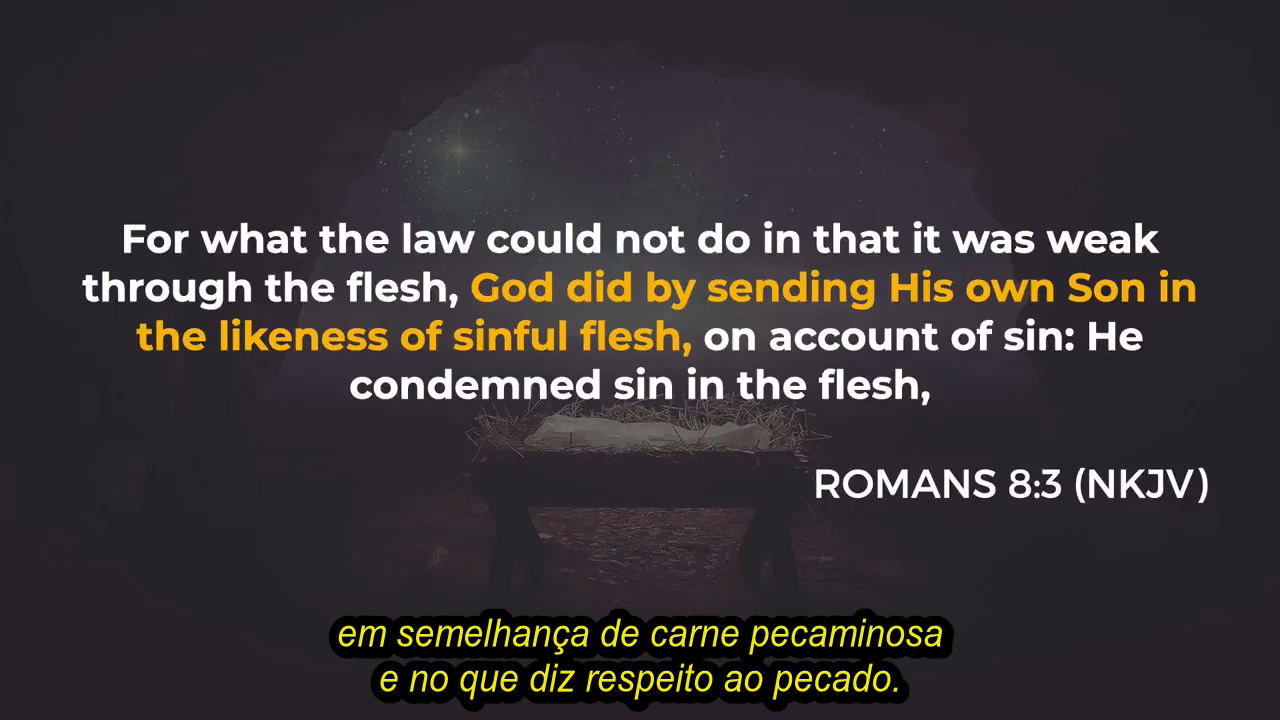 For what the law could not do in that it was weak
through the flesh, God did by sending His own Son in
the likeness of sinful flesh, on account of sin: He
condemned sin in the flesh,
ROMANS 8:3 (NKJV)
em semelhança de carne pecaminosa
e no que diz respeito ao pecado.